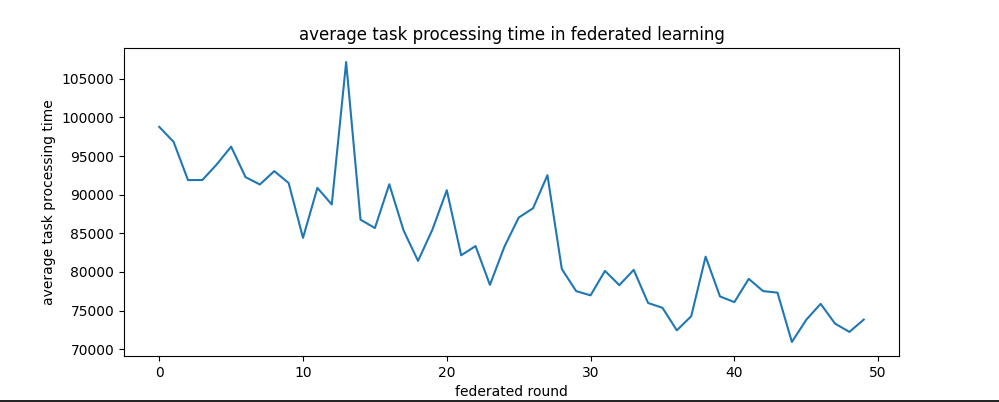 average task processing time in federated learning
average task processing time
105000
100000
95000
90000
85000
80000
75000
70000
0 10 20 30 40 50
federated round